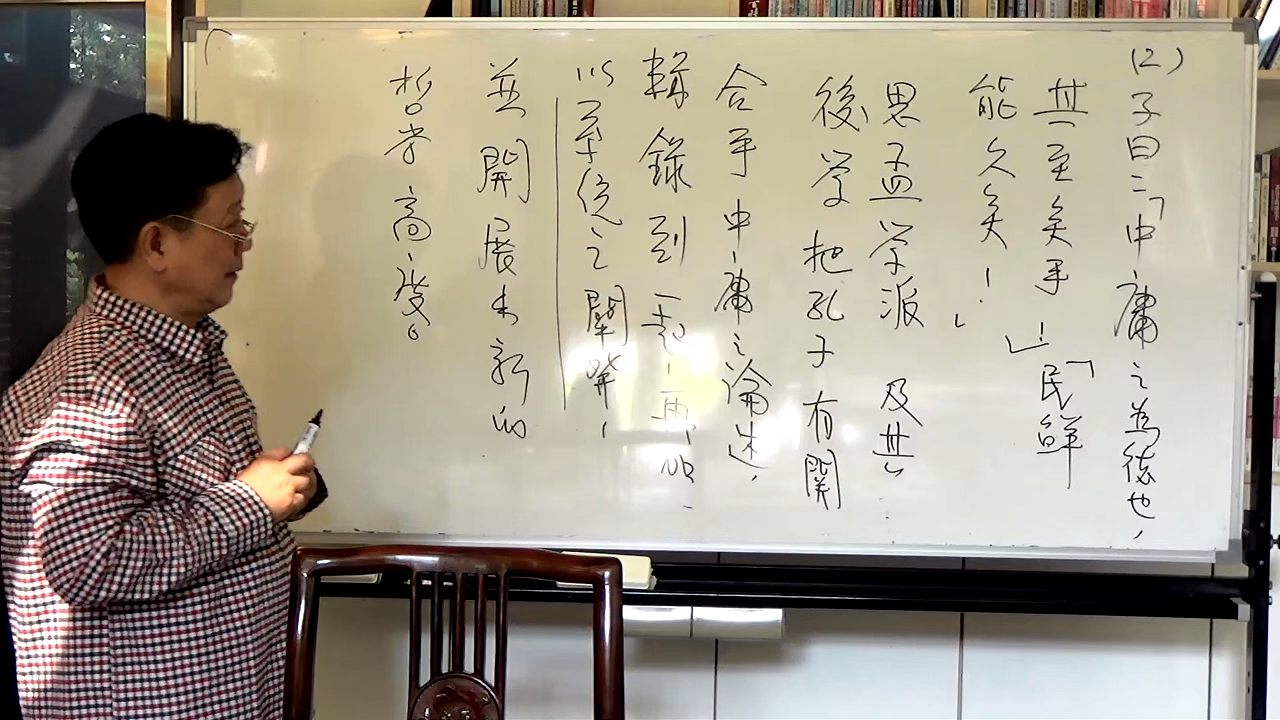 (2)子曰:「中庸之為德也,
其至矣乎!」「民鮮
能久矣!」
思孟学派 及其
後学把孔子有關
合乎中庸之論述,
輯錄到一起,再加
以系統之闡,
並開展出新的
哲学高度。